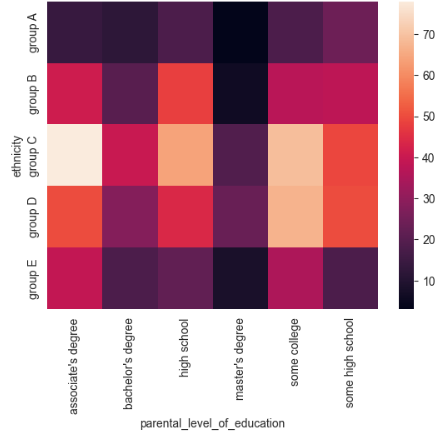 group A
group B
group C
group D
group E
ethnicity
associate's degree
bachelor's degree
high school
master's degree
some college
some high school
parental_level_of_education
70
60
50
40
30
20
10